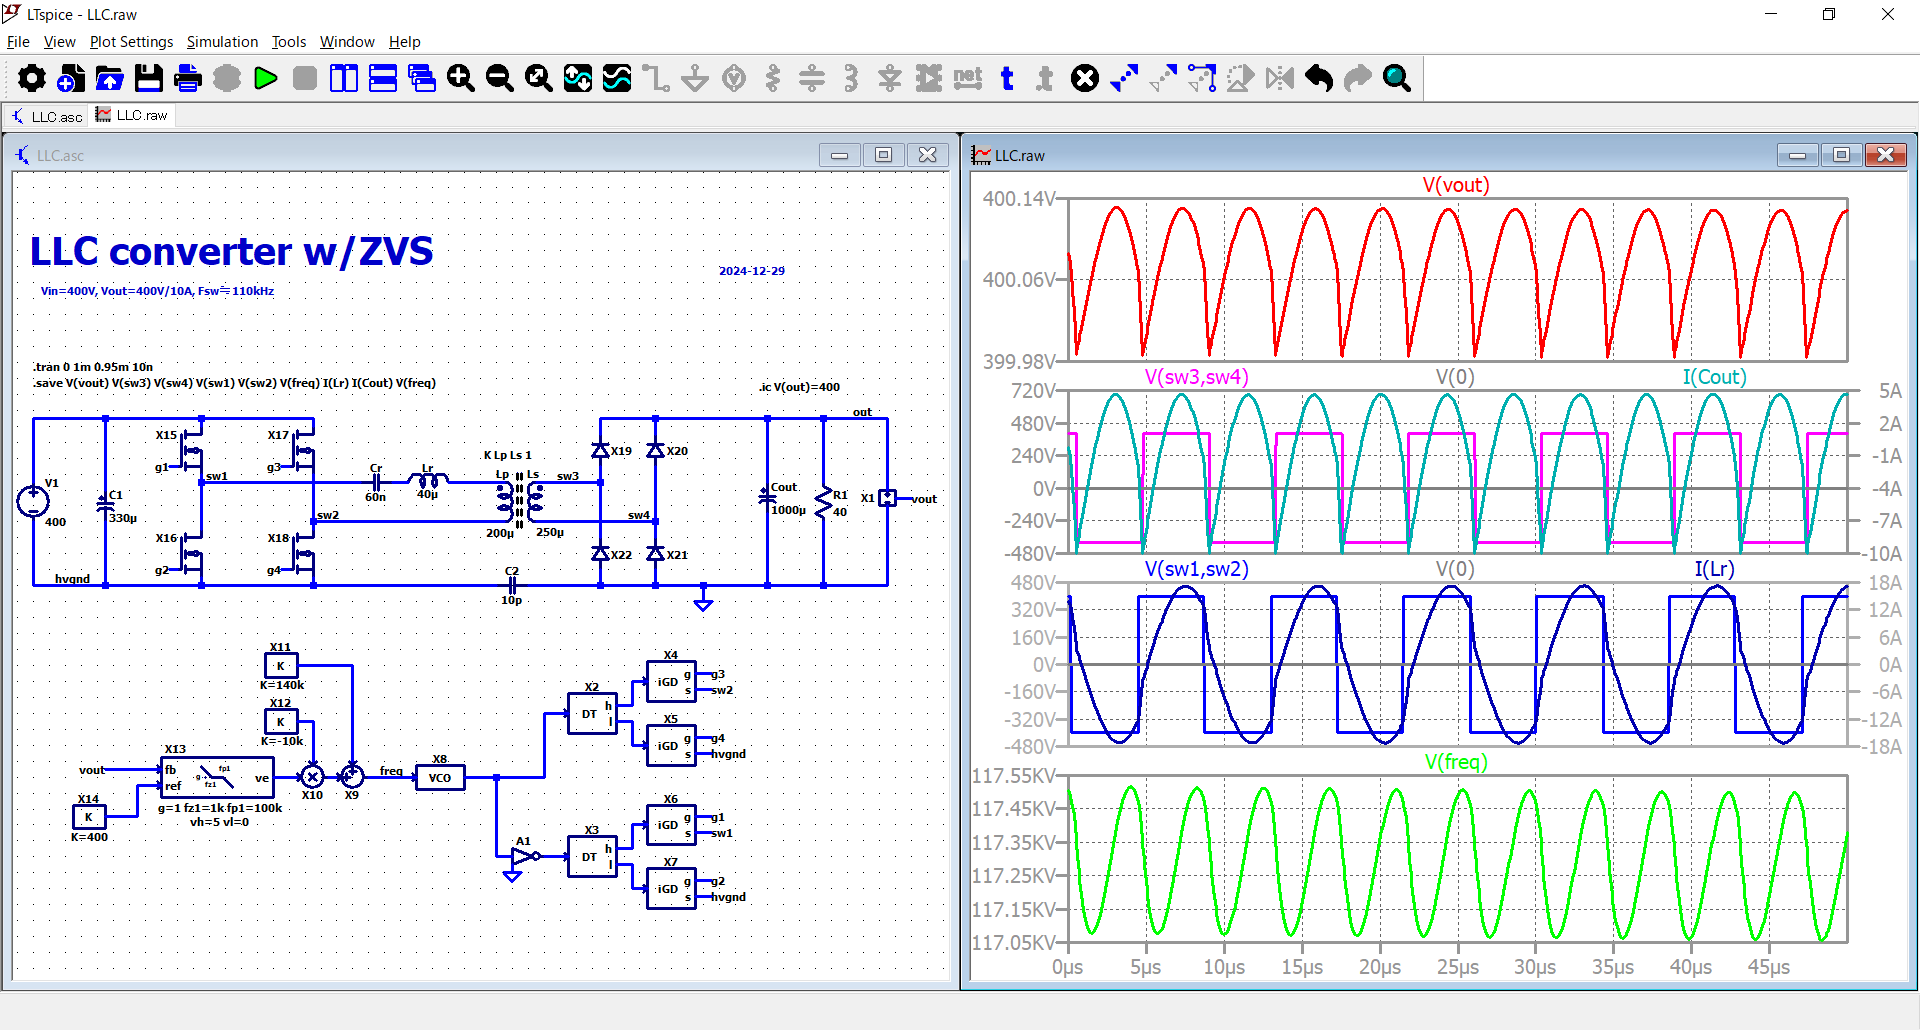 LTspice - LLC.raw
File View Plot Settings Simulation Tools Window Help
net
t .t
LLC.asc LLC.raw
LLC.asc
LLC converter w/ZVS
2024-12-29
Vin=400V, Vout=400V/10A, Fsw≒110kHz
.tran 0 1m 0.95m 10n
.save V(vout) V(sw3) V(sw4) V(sw1) V(sw2) V(freq) I(Lr) I(Cout) V(freq)
.ic V(out)=400
out
X15 X17
g1 g3
sw1
Cr
60n
Lr
40µ
K Lp Ls 1
Lp Ls
200µ 250µ
sw3
sw4
X19 X20
V1
400
C1
330µ
sw2
Cout
1000µ
R1
40
X1
vout
X16 X18
g2 g4
X22 X21
hvgnd
C2
10p
X11
K
K=140k
X12
K
K=-10k
X13
vout
fb
ref
g
fp1
fz1
ve
g=1 fz1=1k fp1=100k
vh=5 vl=0
X14
K
K=400
X10
X9
freq
X8
VCO
A1
X2
DT
h
l
X3
DT
h
l
X4
iGD
g
s
g3
sw2
X5
iGD
g
s
g4
hvgnd
X6
iGD
g
s
g1
sw1
X7
iGD
g
s
g2
hvgnd
LLC.raw
V(vout)
400.14V
400.06V
399.98V
V(sw3,sw4) V(0) I(Cout)
720V 5A
480V 2A
240V -1A
0V -4A
-240V -7A
-480V -10A
V(sw1,sw2) V(0) I(Lr)
480V 18A
320V 12A
160V 6A
0V 0A
-160V -6A
-320V -12A
-480V -18A
V(freq)
117.55KV
117.45KV
117.35KV
117.25KV
117.15KV
117.05KV
0µs 5µs 10µs 15µs 20µs 25µs 30µs 35µs 40µs 45µs